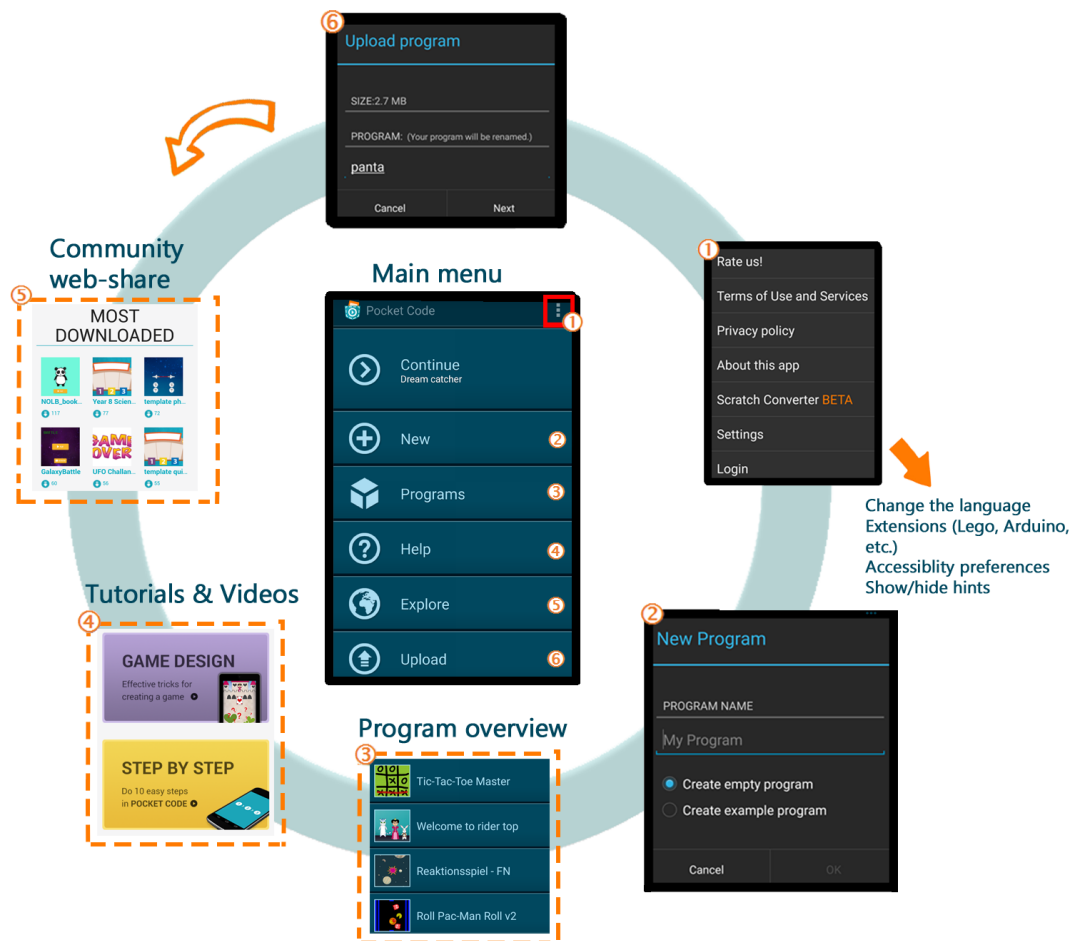 ⑥
Upload program
SIZE:2.7 MB
PROGRAM: (Your program will be renamed.)
panta
Cancel Next
Community
web-share
⑤
MOST
DOWNLOADED
NOLB_book... Year 8 Scien... template ph...
117 77 72
GAME
OVER
GalaxyBattle UFO Challan... template qui...
60 56 55
Main menu
Pocket Code
①
Continue
Dream catcher
New ②
Programs ③
Help ④
Explore ⑤
Upload ⑥
①
Rate us!
Terms of Use and Services
Privacy policy
About this app
Scratch Converter BETA
Settings
Login
Change the language
Extensions (Lego, Arduino,
etc.)
Accessiblity preferences
Show/hide hints
Tutorials & Videos
④
GAME DESIGN
Effective tricks for
creating a game
STEP BY STEP
Do 10 easy steps
in POCKET CODE
Program overview
③
Tic-Tac-Toe Master
Welcome to rider top
Reaktionsspiel - FN
Roll Pac-Man Roll v2
②
New Program
PROGRAM NAME
My Program
Create empty program
Create example program
Cancel OK